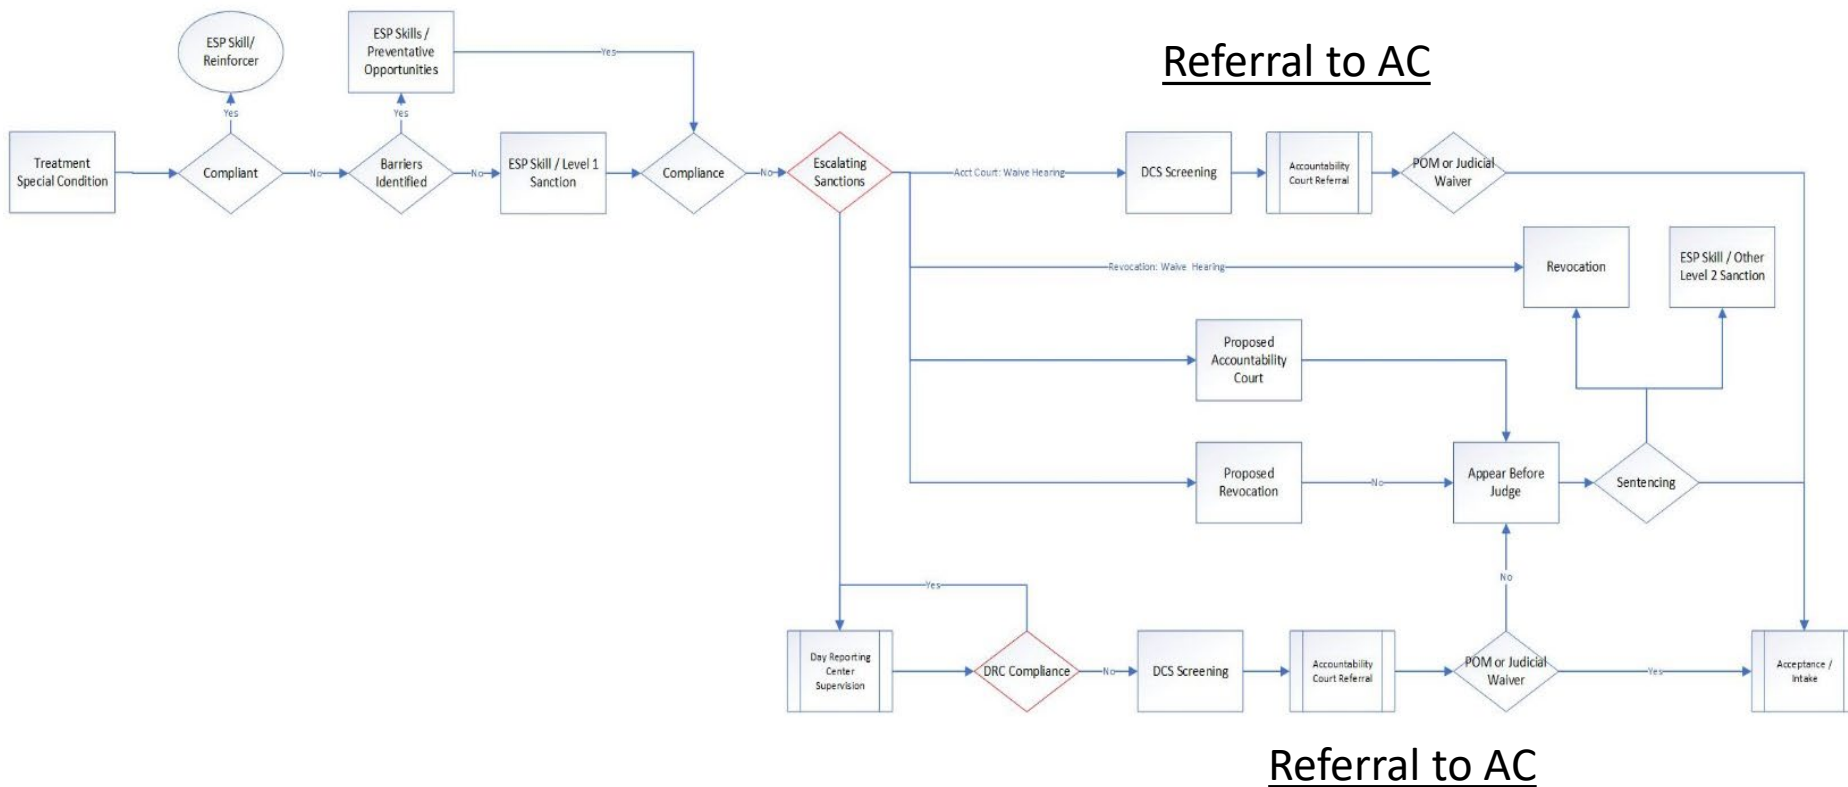 Referral to AC
ESP Skill/
Reinforcer
ESP Skills /
Preventative
Opportunities
Yes
Yes
Yes
Treatment
Special Condition
Compliant
No
Barriers
Identified
No
ESP Skill / Level 1
Sanction
Compliance
No
Escalating
Sanctions
Acct Court: Waive Hearing
DCS Screening
Accountability
Court Referral
POM or Judicial
Waiver
Revocation: Waive Hearing
Revocation
ESP Skill / Other
Level 2 Sanction
Proposed
Accountability
Court
Proposed
Revocation
No
Appear Before
Judge
Sentencing
Yes
No
Day Reporting
Center
Supervision
DRC Compliance
No
DCS Screening
Accountability
Court Referral
POM or Judicial
Waiver
Yes
Acceptance /
Intake
Referral to AC